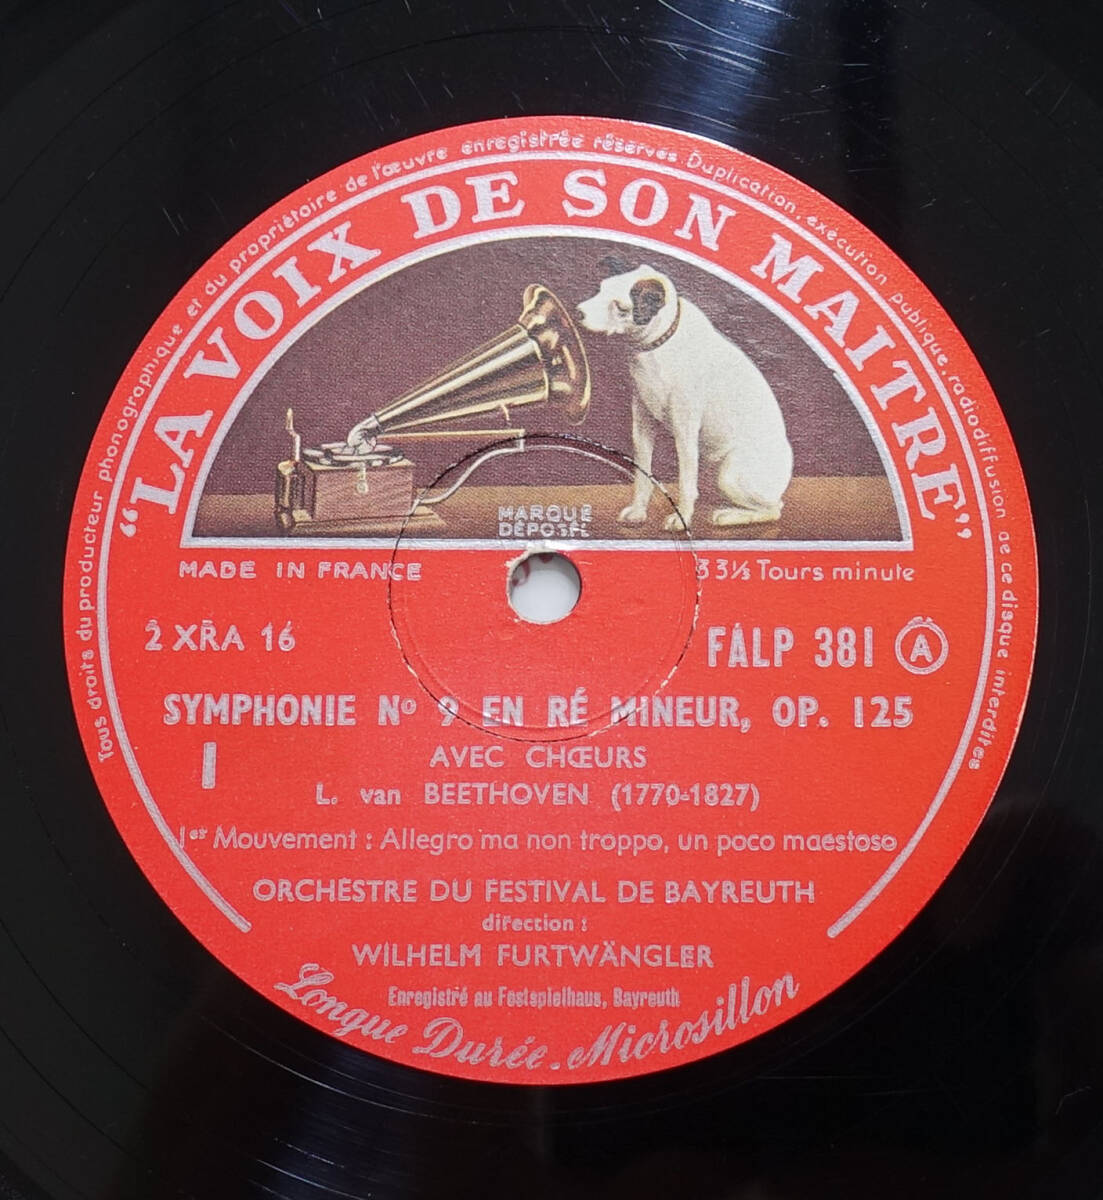 Tous droits du producteur phonographique et du propriétoire de l'œuvre enregistrée réservés Duplication, exécution publique, radiodiffusion de ce disque interdites
"LA VOIX DE SON MAITRE"
MARQUE
DÉPOSÉE
MADE IN FRANCE 33⅓ Tours minute
2 XRA 16 FALP 381 A
SYMPHONIE No 9 EN RÉ MINEUR, OP. 125
I AVEC CHŒURS
L. van BEETHOVEN (1770-1827)
1er Mouvement : Allegro ma non troppo, un poco maestoso
ORCHESTRE DU FESTIVAL DE BAYREUTH
direction :
WILHELM FURTWÄNGLER
Enregistré au Festspielhaus, Bayreuth
Longue Durée - Microsillon